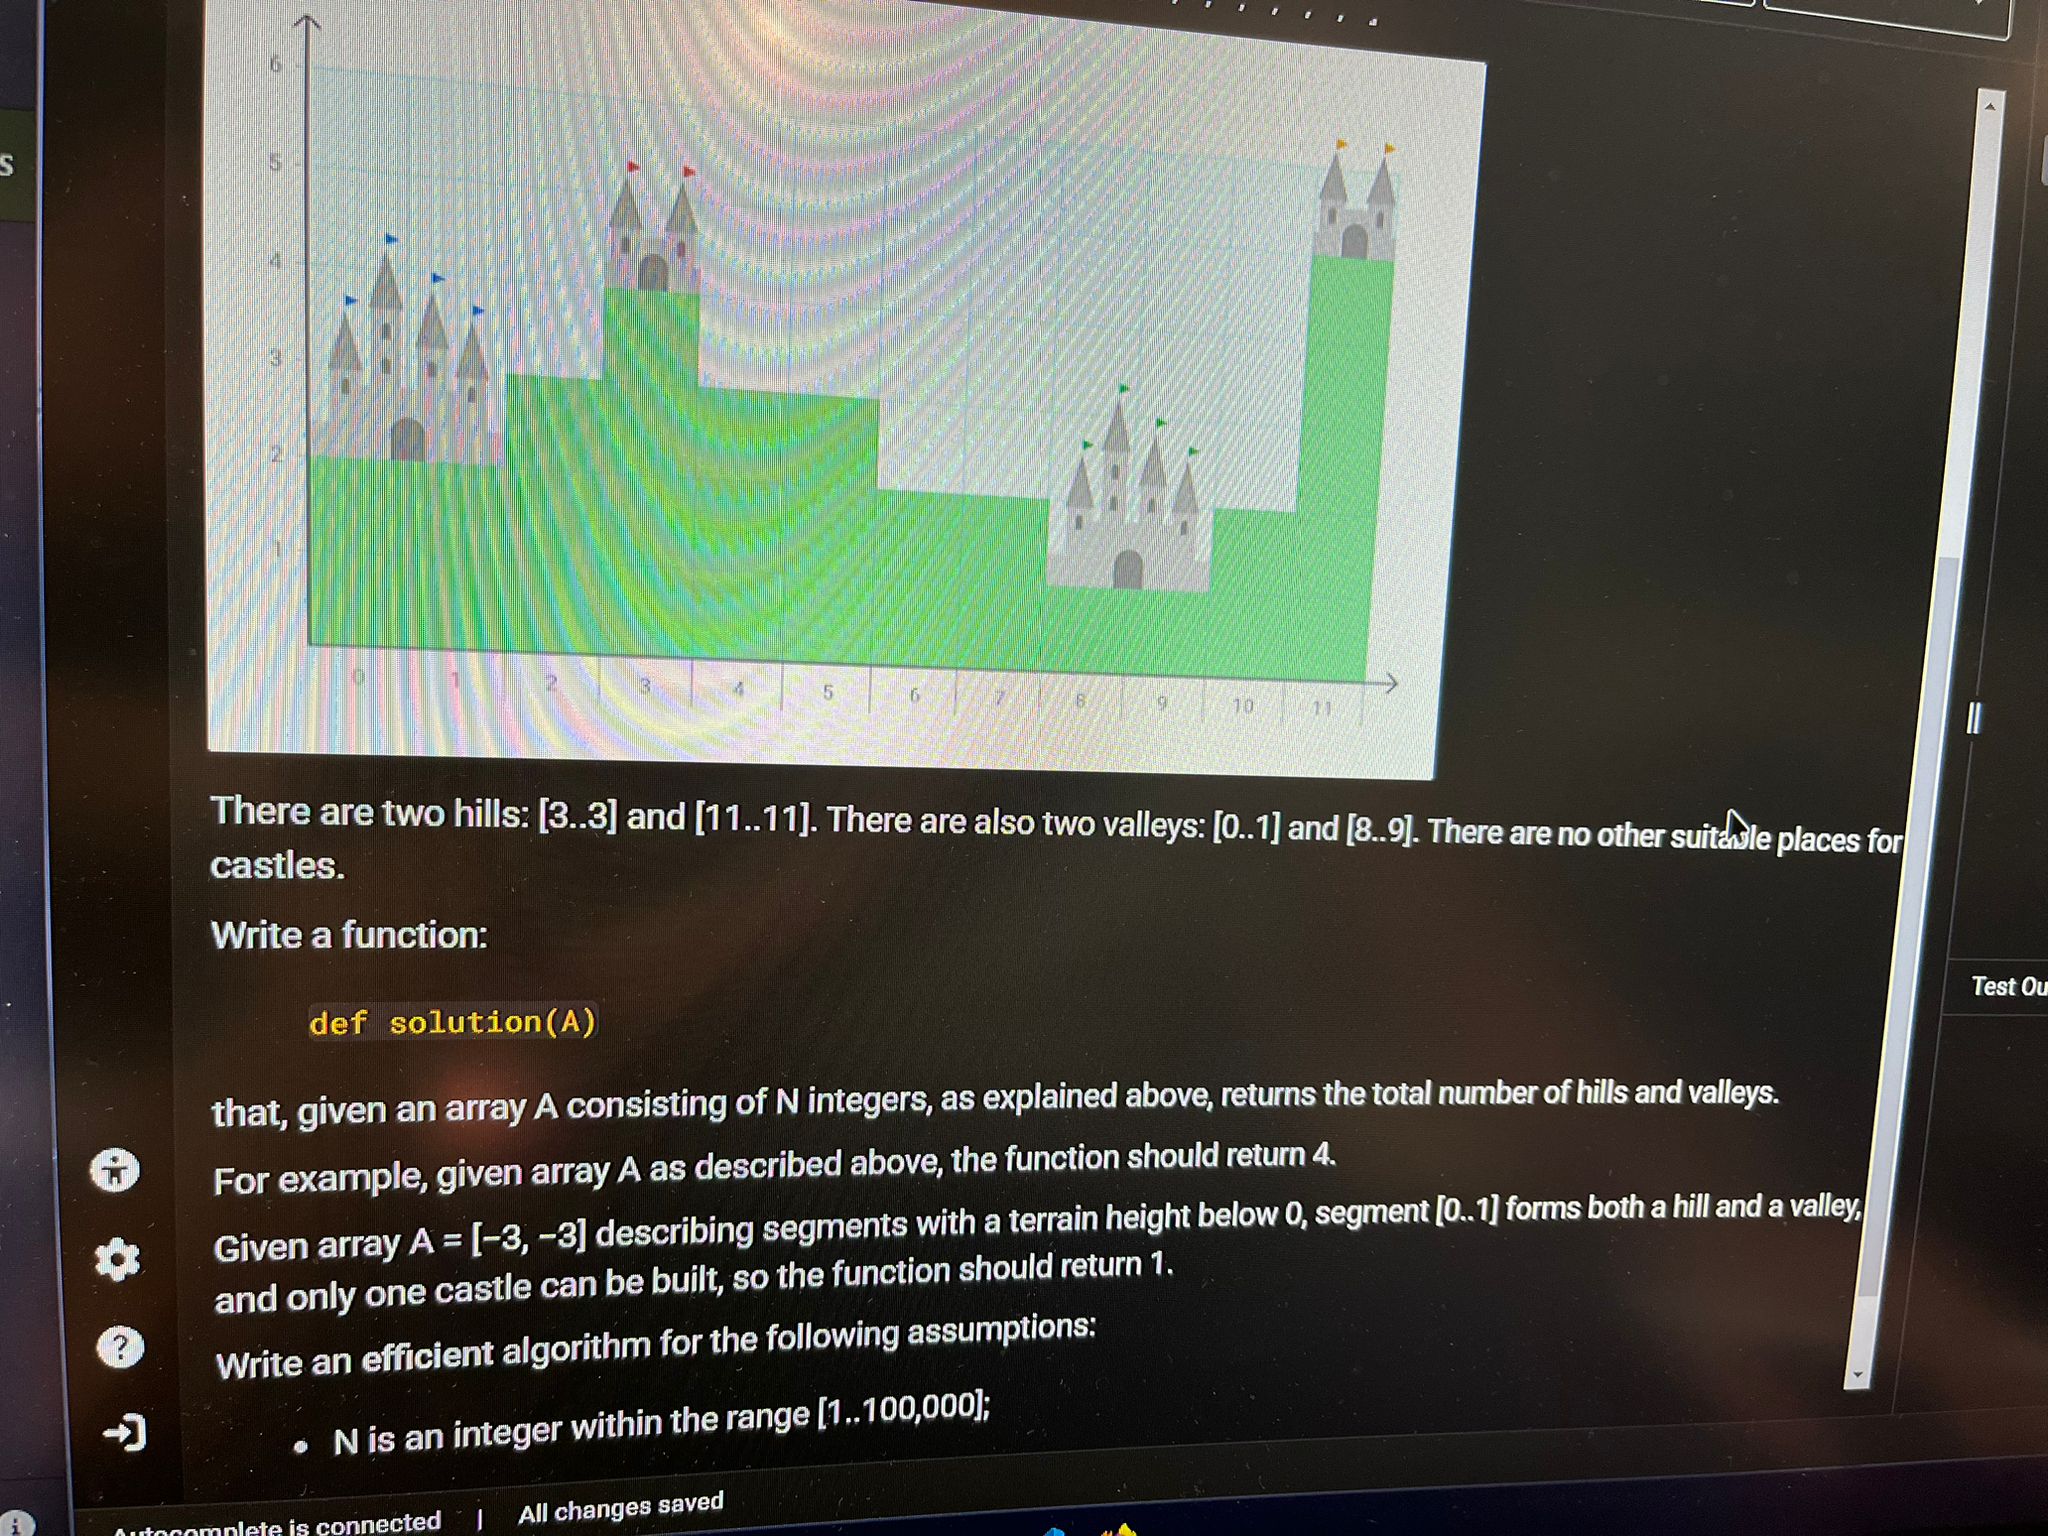 6
5
4
3
2
1
0 1 2 3 4 5 6 7 8 9 10 11
There are two hills: [3..3] and [11..11]. There are also two valleys: [0..1] and [8..9]. There are no other suitable places for
castles.
Write a function:
def solution(A)
that, given an array A consisting of N integers, as explained above, returns the total number of hills and valleys.
For example, given array A as described above, the function should return 4.
Given array A = [−3, −3] describing segments with a terrain height below 0, segment [0..1] forms both a hill and a valley,
and only one castle can be built, so the function should return 1.
Write an efficient algorithm for the following assumptions:
• N is an integer within the range [1..100,000];
Autocomplete is connected | All changes saved
S
Test Ou